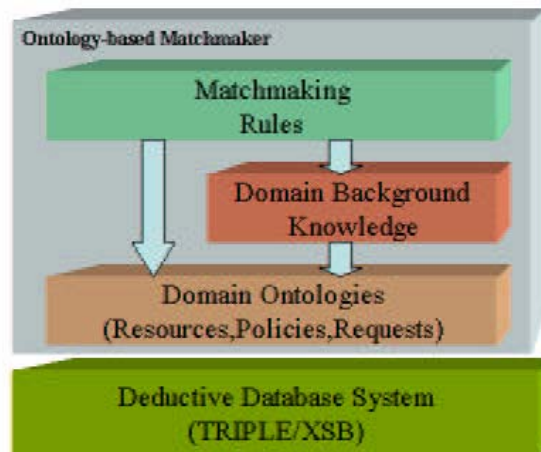 Ontology-based Matchmaker
Matchmaking
Rules
Domain Background
Knowledge
Domain Ontologies
(Resources,Policies,Requests)
Deductive Database System
(TRIPLE/XSB)